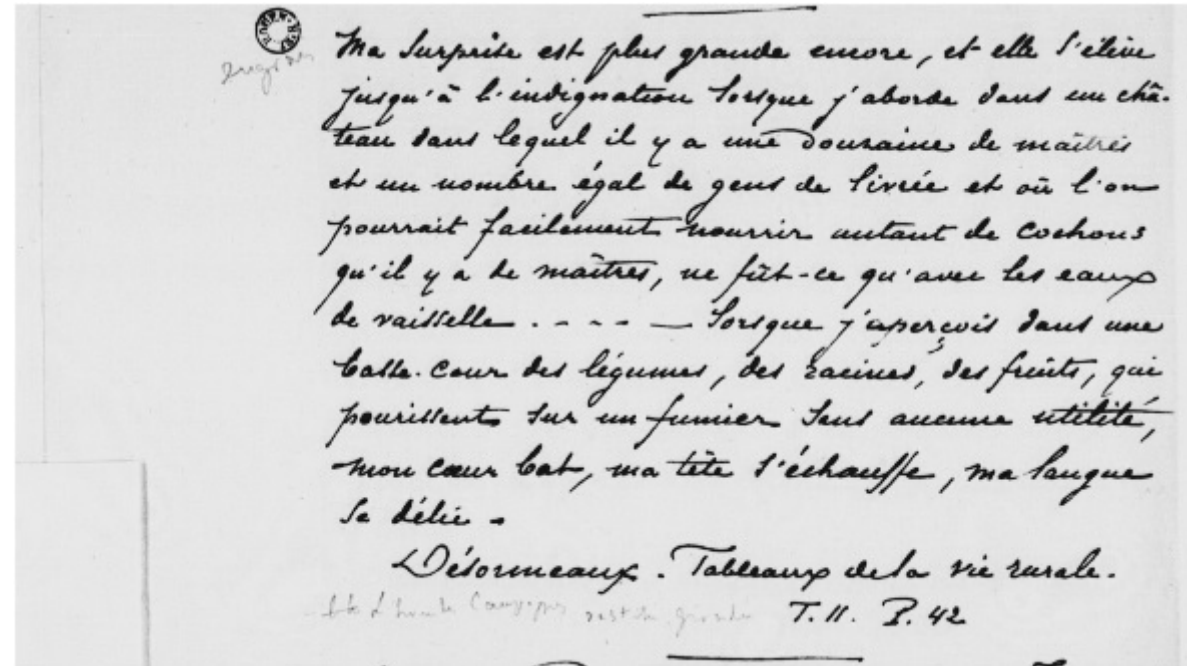 Ma surprise est plus grande encore, et elle s'élève
jusqu'à l'indignation lorsque j'aborde dans un châ-
teau dans lequel il y a une douzaine de maîtres
et un nombre égal de gens de livrée et où l'on
pourrait facilement nourrir autant de cochons
qu'il y a de maîtres, ne fût-ce qu'avec les eaux
de vaisselle . - - - — lorsque j'aperçois dans une
basse-cour des légumes, des racines, des fruits, qui
pourissent sur un fumier sans aucune utilité,
mon cœur bat, ma tête s'échauffe, ma langue
se délie.
Désormeaux. Tableaux de la vie rurale.
T. II. P. 42